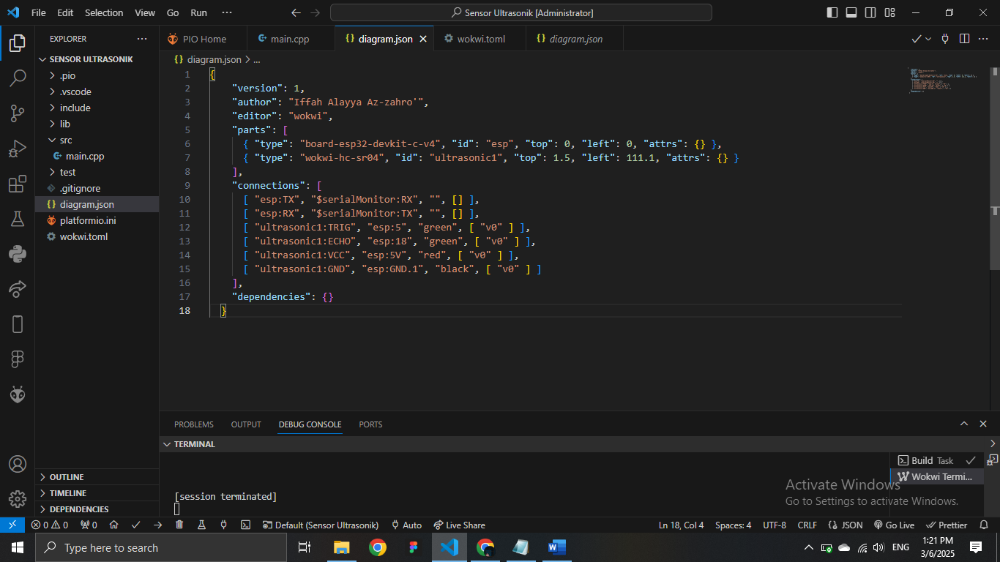 File Edit Selection View Go Run ··· Sensor Ultrasonik [Administrator]
EXPLORER ···
SENSOR ULTRASONIK
.pio
.vscode
include
lib
src
main.cpp
test
.gitignore
diagram.json
platformio.ini
wokwi.toml
OUTLINE
TIMELINE
DEPENDENCIES
PIO Home main.cpp {} diagram.json wokwi.toml {} diagram.json
{} diagram.json > ...
1 {
2 "version": 1,
3 "author": "Iffah Alayya Az-zahro'",
4 "editor": "wokwi",
5 "parts": [
6 { "type": "board-esp32-devkit-c-v4", "id": "esp", "top": 0, "left": 0, "attrs": {} },
7 { "type": "wokwi-hc-sr04", "id": "ultrasonic1", "top": 1.5, "left": 111.1, "attrs": {} }
8 ],
9 "connections": [
10 [ "esp:TX", "$serialMonitor:RX", "", [] ],
11 [ "esp:RX", "$serialMonitor:TX", "", [] ],
12 [ "ultrasonic1:TRIG", "esp:5", "green", [ "v0" ] ],
13 [ "ultrasonic1:ECHO", "esp:18", "green", [ "v0" ] ],
14 [ "ultrasonic1:VCC", "esp:5V", "red", [ "v0" ] ],
15 [ "ultrasonic1:GND", "esp:GND.1", "black", [ "v0" ] ]
16 ],
17 "dependencies": {}
18 }
PROBLEMS OUTPUT DEBUG CONSOLE PORTS
TERMINAL
Build Task
Wokwi Termi...
[session terminated]
Activate Windows
Go to Settings to activate Windows.
0 0 0 Default (Sensor Ultrasonik) Auto Live Share Ln 18, Col 4 Spaces: 4 UTF-8 CRLF {} JSON Go Live Prettier
Type here to search
ENG
1:21 PM
3/6/2025